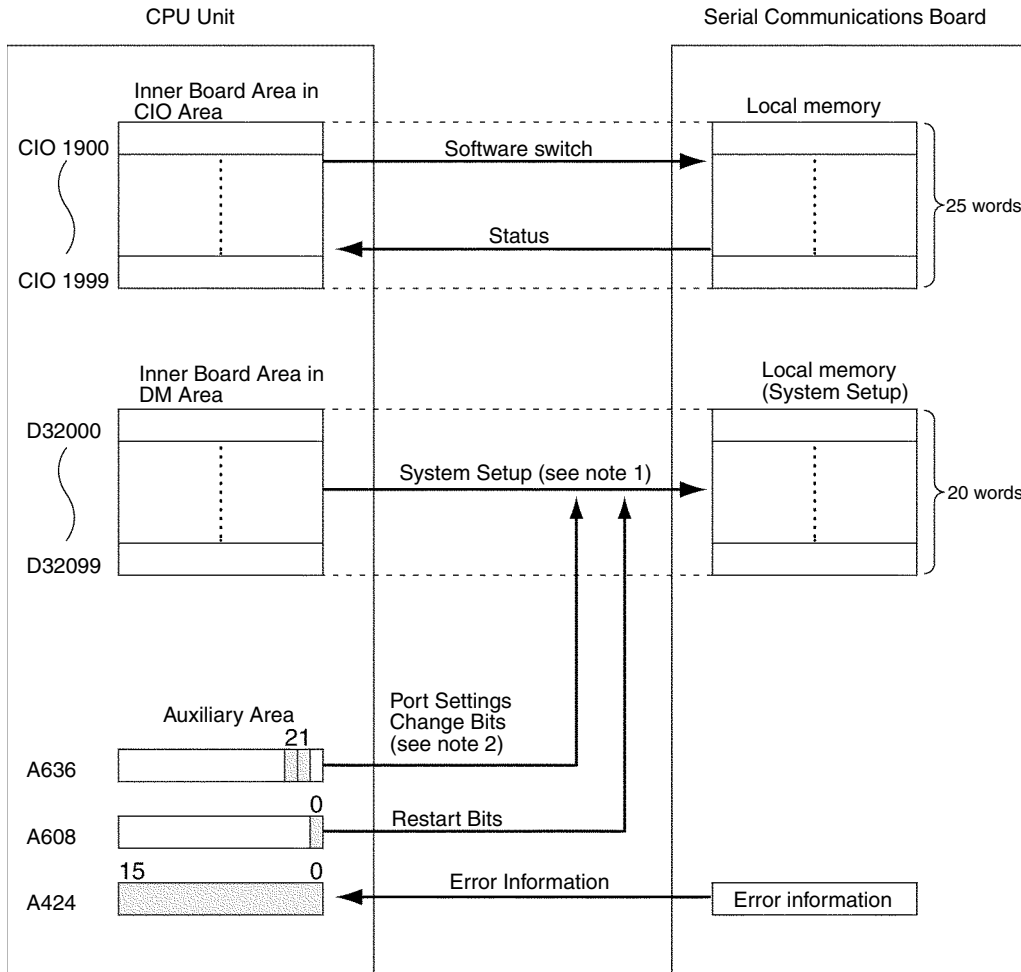 CPU Unit
Serial Communications Board
Inner Board Area in
CIO Area
Local memory
CIO 1900
Software switch
25 words
Status
CIO 1999
Inner Board Area in
DM Area
Local memory
(System Setup)
D32000
System Setup (see note 1)
20 words
D32099
Port Settings
Change Bits
(see note 2)
Auxiliary Area
21
A636
0
A608
Restart Bits
15
0
A424
Error Information
Error information